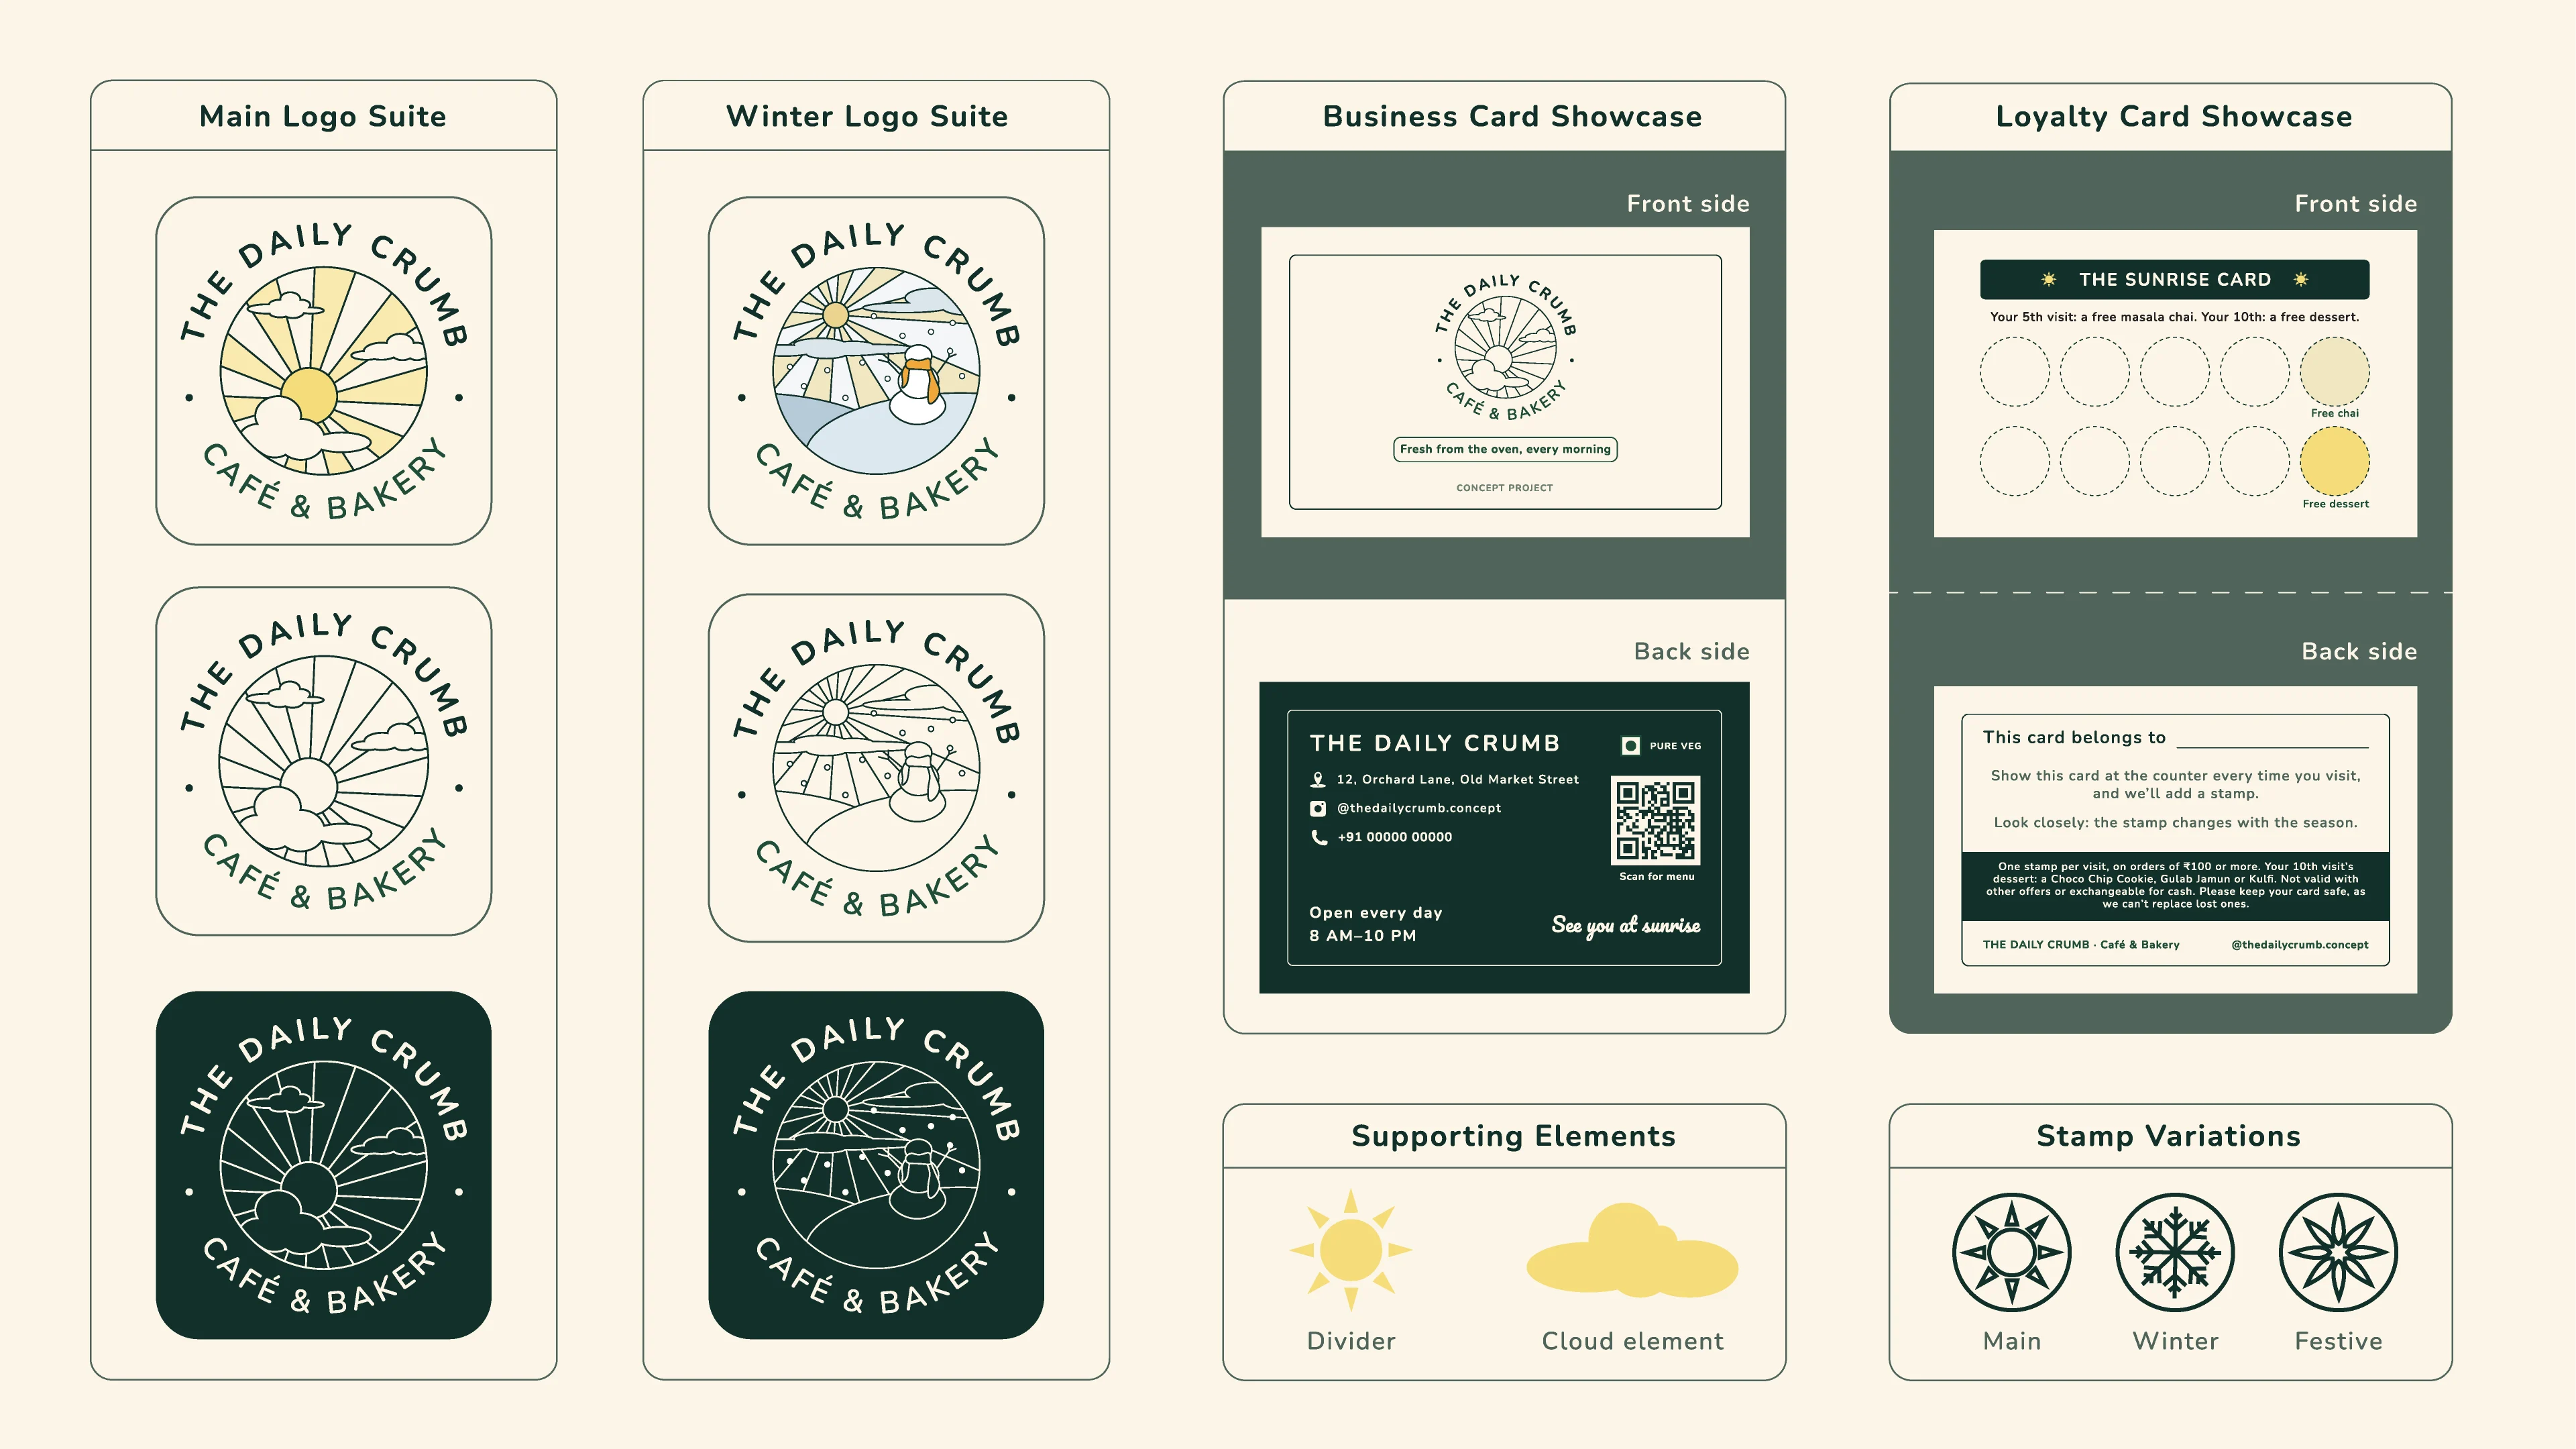 Main Logo Suite
THE DAILY CRUMB
CAFÉ & BAKERY
THE DAILY CRUMB
CAFÉ & BAKERY
THE DAILY CRUMB
CAFÉ & BAKERY
Winter Logo Suite
THE DAILY CRUMB
CAFÉ & BAKERY
THE DAILY CRUMB
CAFÉ & BAKERY
THE DAILY CRUMB
CAFÉ & BAKERY
Business Card Showcase
Front side
THE DAILY CRUMB
CAFÉ & BAKERY
Fresh from the oven, every morning
CONCEPT PROJECT
Back side
THE DAILY CRUMB
PURE VEG
12, Orchard Lane, Old Market Street
@thedailycrumb.concept
+91 00000 00000
Scan for menu
Open every day
8 AM–10 PM
See you at sunrise
Loyalty Card Showcase
Front side
THE SUNRISE CARD
Your 5th visit: a free masala chai. Your 10th: a free dessert.
Free chai
Free dessert
Back side
This card belongs to
Show this card at the counter every time you visit,
and we'll add a stamp.
Look closely: the stamp changes with the season.
One stamp per visit, on orders of ₹100 or more. Your 10th visit's
dessert: a Choco Chip Cookie, Gulab Jamun or Kulfi. Not valid with
other offers or exchangeable for cash. Please keep your card safe, as
we can't replace lost ones.
THE DAILY CRUMB · Café & Bakery
@thedailycrumb.concept
Supporting Elements
Divider
Cloud element
Stamp Variations
Main
Winter
Festive